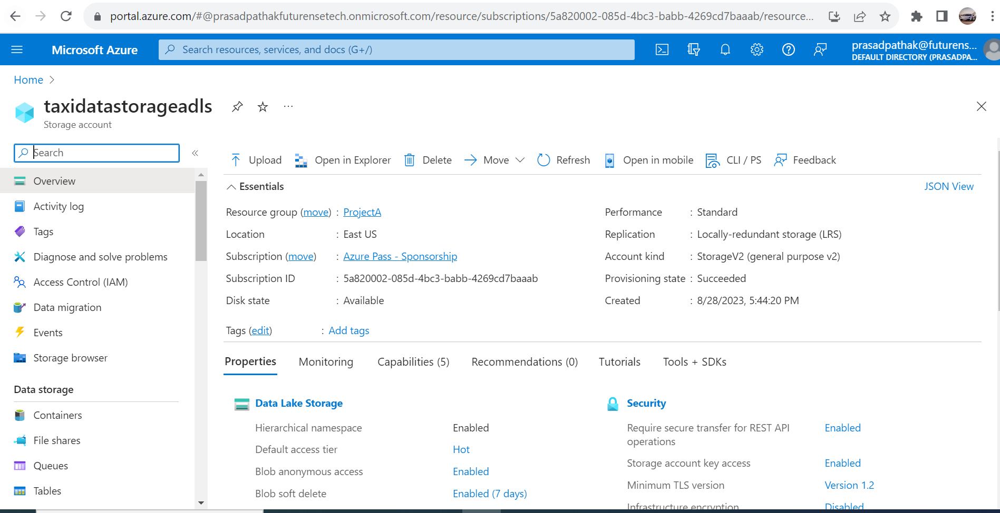 portal.azure.com/#@prasadpathakfuturensetech.onmicrosoft.com/resource/subscriptions/5a820002-085d-4bc3-babb-4269cd7baaab/resource...
Microsoft Azure
Search resources, services, and docs (G+/)
prasadpathak@futurens...
DEFAULT DIRECTORY (PRASADPA...
Home
taxidatastorageadls
Storage account
Search
Overview
Activity log
Tags
Diagnose and solve problems
Access Control (IAM)
Data migration
Events
Storage browser
Data storage
Containers
File shares
Queues
Tables
Upload Open in Explorer Delete Move Refresh Open in mobile CLI / PS Feedback
Essentials
JSON View
Resource group (move) : ProjectA
Location : East US
Subscription (move) : Azure Pass - Sponsorship
Subscription ID : 5a820002-085d-4bc3-babb-4269cd7baaab
Disk state : Available
Performance : Standard
Replication : Locally-redundant storage (LRS)
Account kind : StorageV2 (general purpose v2)
Provisioning state : Succeeded
Created : 8/28/2023, 5:44:20 PM
Tags (edit) : Add tags
Properties Monitoring Capabilities (5) Recommendations (0) Tutorials Tools + SDKs
Data Lake Storage
Hierarchical namespace Enabled
Default access tier Hot
Blob anonymous access Enabled
Blob soft delete Enabled (7 days)
Security
Require secure transfer for REST API operations Enabled
Storage account key access Enabled
Minimum TLS version Version 1.2
Infrastructure encryption Disabled